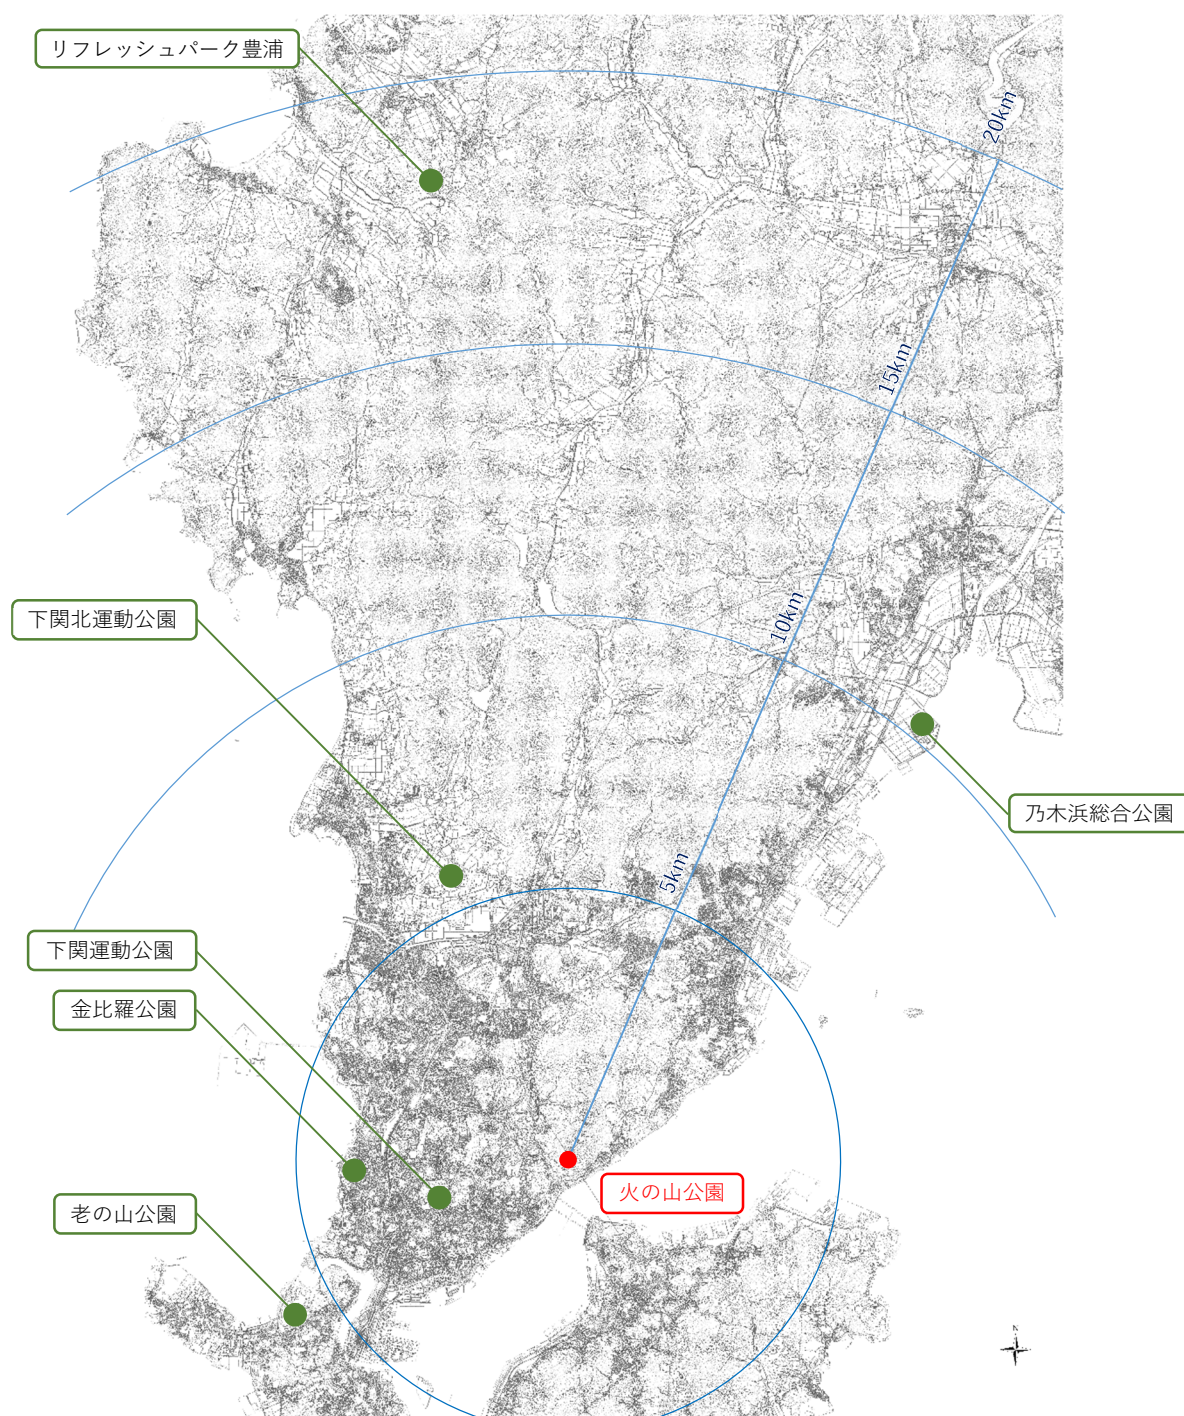 リフレッシュパーク豊浦
20km
15km
下関北運動公園
10km
乃木浜総合公園
5km
下関運動公園
金比羅公園
火の山公園
老の山公園
N